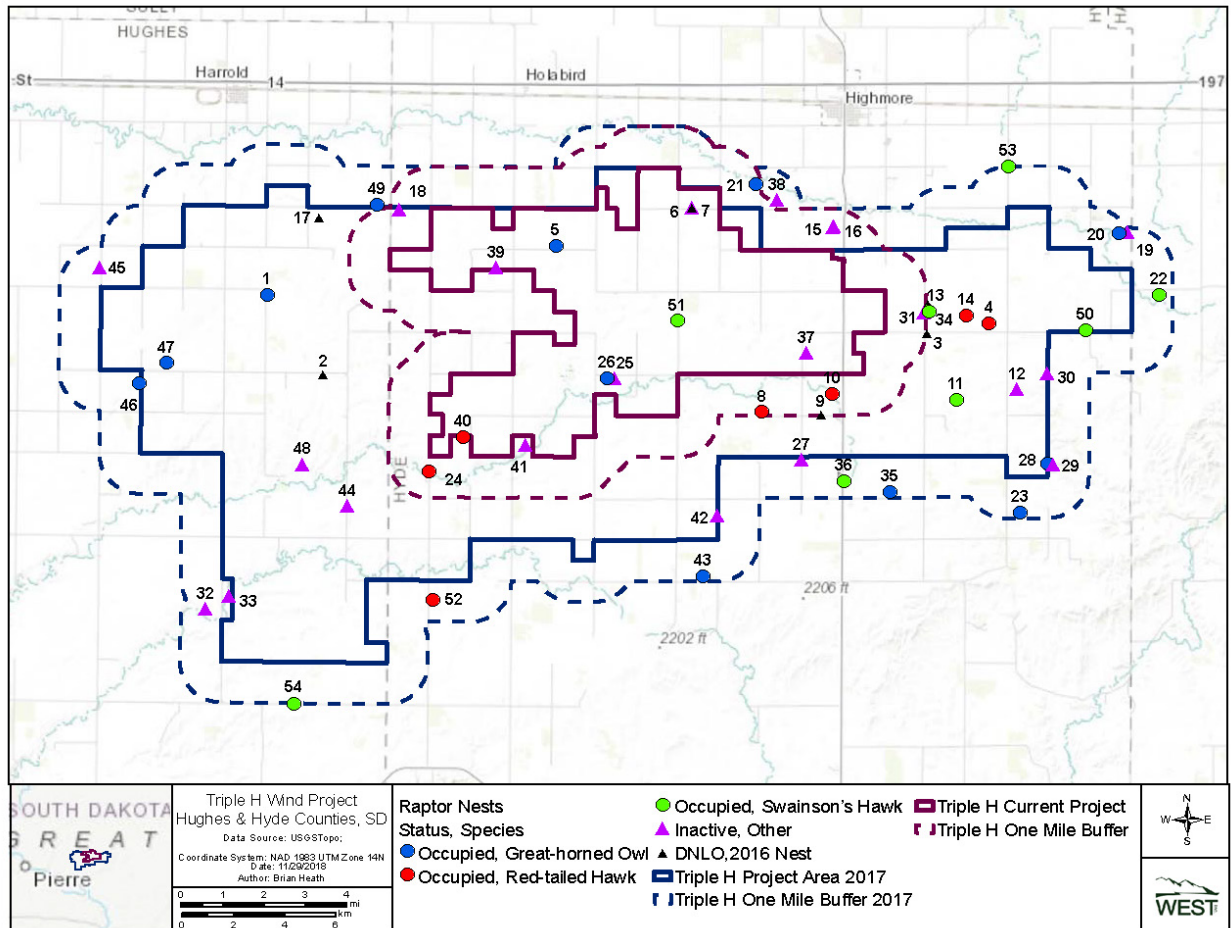 SULLY
HUGHES
St
Harrold
14
Holabird
Highmore
197
HYDE
53
49
18
21
38
17
6
7
15
16
20
19
5
45
39
1
22
13
14
4
51
31
34
50
3
47
37
2
46
26
25
12
30
10
11
8
9
40
41
48
27
28
29
24
36
35
44
23
42
43
32
33
52
2206 ft
2202 ft
54
SOUTH DAKOTA
GREAT
Pierre
Triple H Wind Project
Hughes & Hyde Counties, SD
Data Source: USGSTopo;
Coordinate System: NAD 1983 UTM Zone 14N
Date: 11/29/2018
Author: Brian Heath
0 1 2 3 4
mi
km
0 2 4 6
Raptor Nests
Status, Species
Occupied, Great-horned Owl
Occupied, Red-tailed Hawk
Occupied, Swainson's Hawk
Inactive, Other
DNLO,2016 Nest
Triple H Project Area 2017
Triple H One Mile Buffer 2017
Triple H Current Project
Triple H One Mile Buffer
N
W E
S
WEST